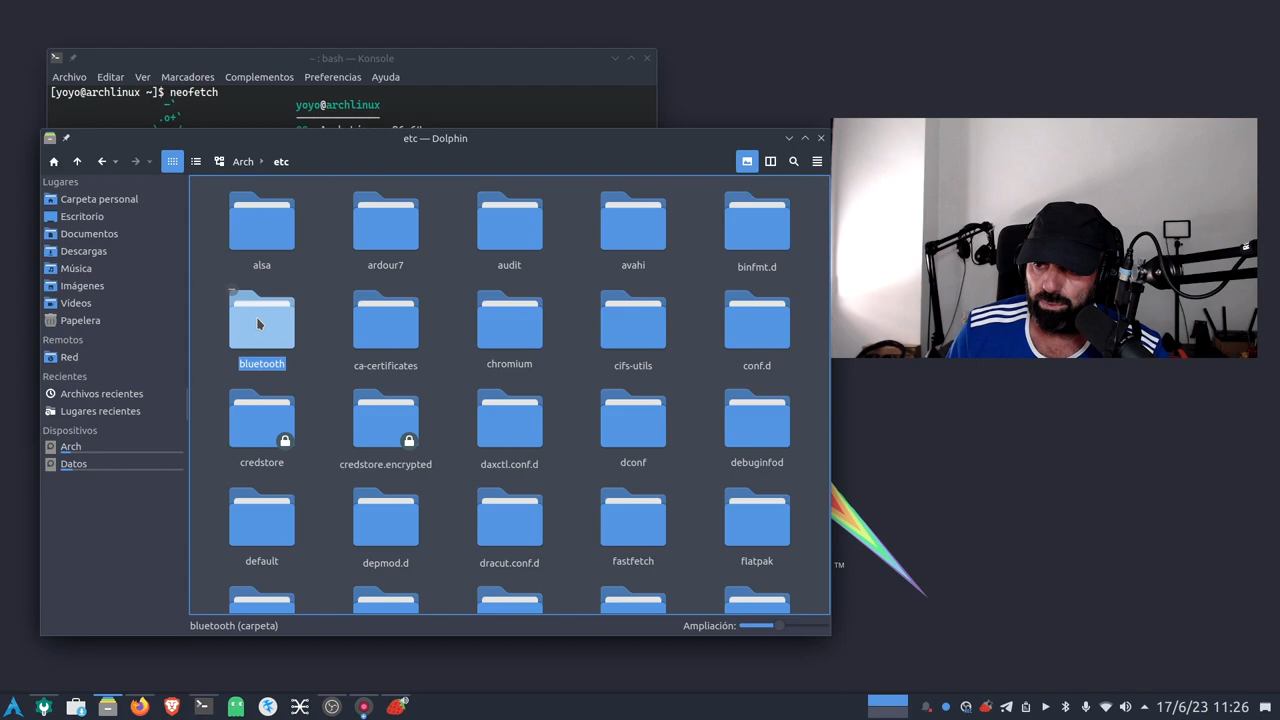 ~ : bash — Konsole
Archivo Editar Ver Marcadores Complementos Preferencias Ayuda
[yoyo@archlinux ~]$ neofetch
yoyo@archlinux
etc — Dolphin
Arch etc
Lugares
Carpeta personal
Escritorio
Documentos
Descargas
Música
Imágenes
Vídeos
Papelera
Remotos
Red
Recientes
Archivos recientes
Lugares recientes
Dispositivos
Arch
Datos
alsa ardour7 audit avahi binfmt.d
bluetooth ca-certificates chromium cifs-utils conf.d
credstore credstore.encrypted daxctl.conf.d dconf debuginfod
default depmod.d dracut.conf.d fastfetch flatpak
bluetooth (carpeta) Ampliación:
TM
17/6/23 11:26